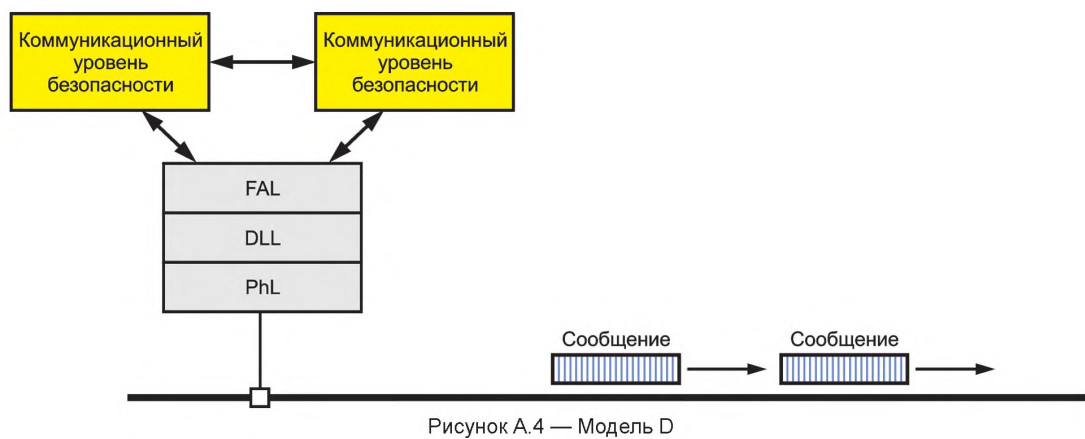 Коммуникационный
уровень
безопасности
Коммуникационный
уровень
безопасности
FAL
DLL
PhL
Сообщение
Сообщение
Рисунок А.4 — Модель D